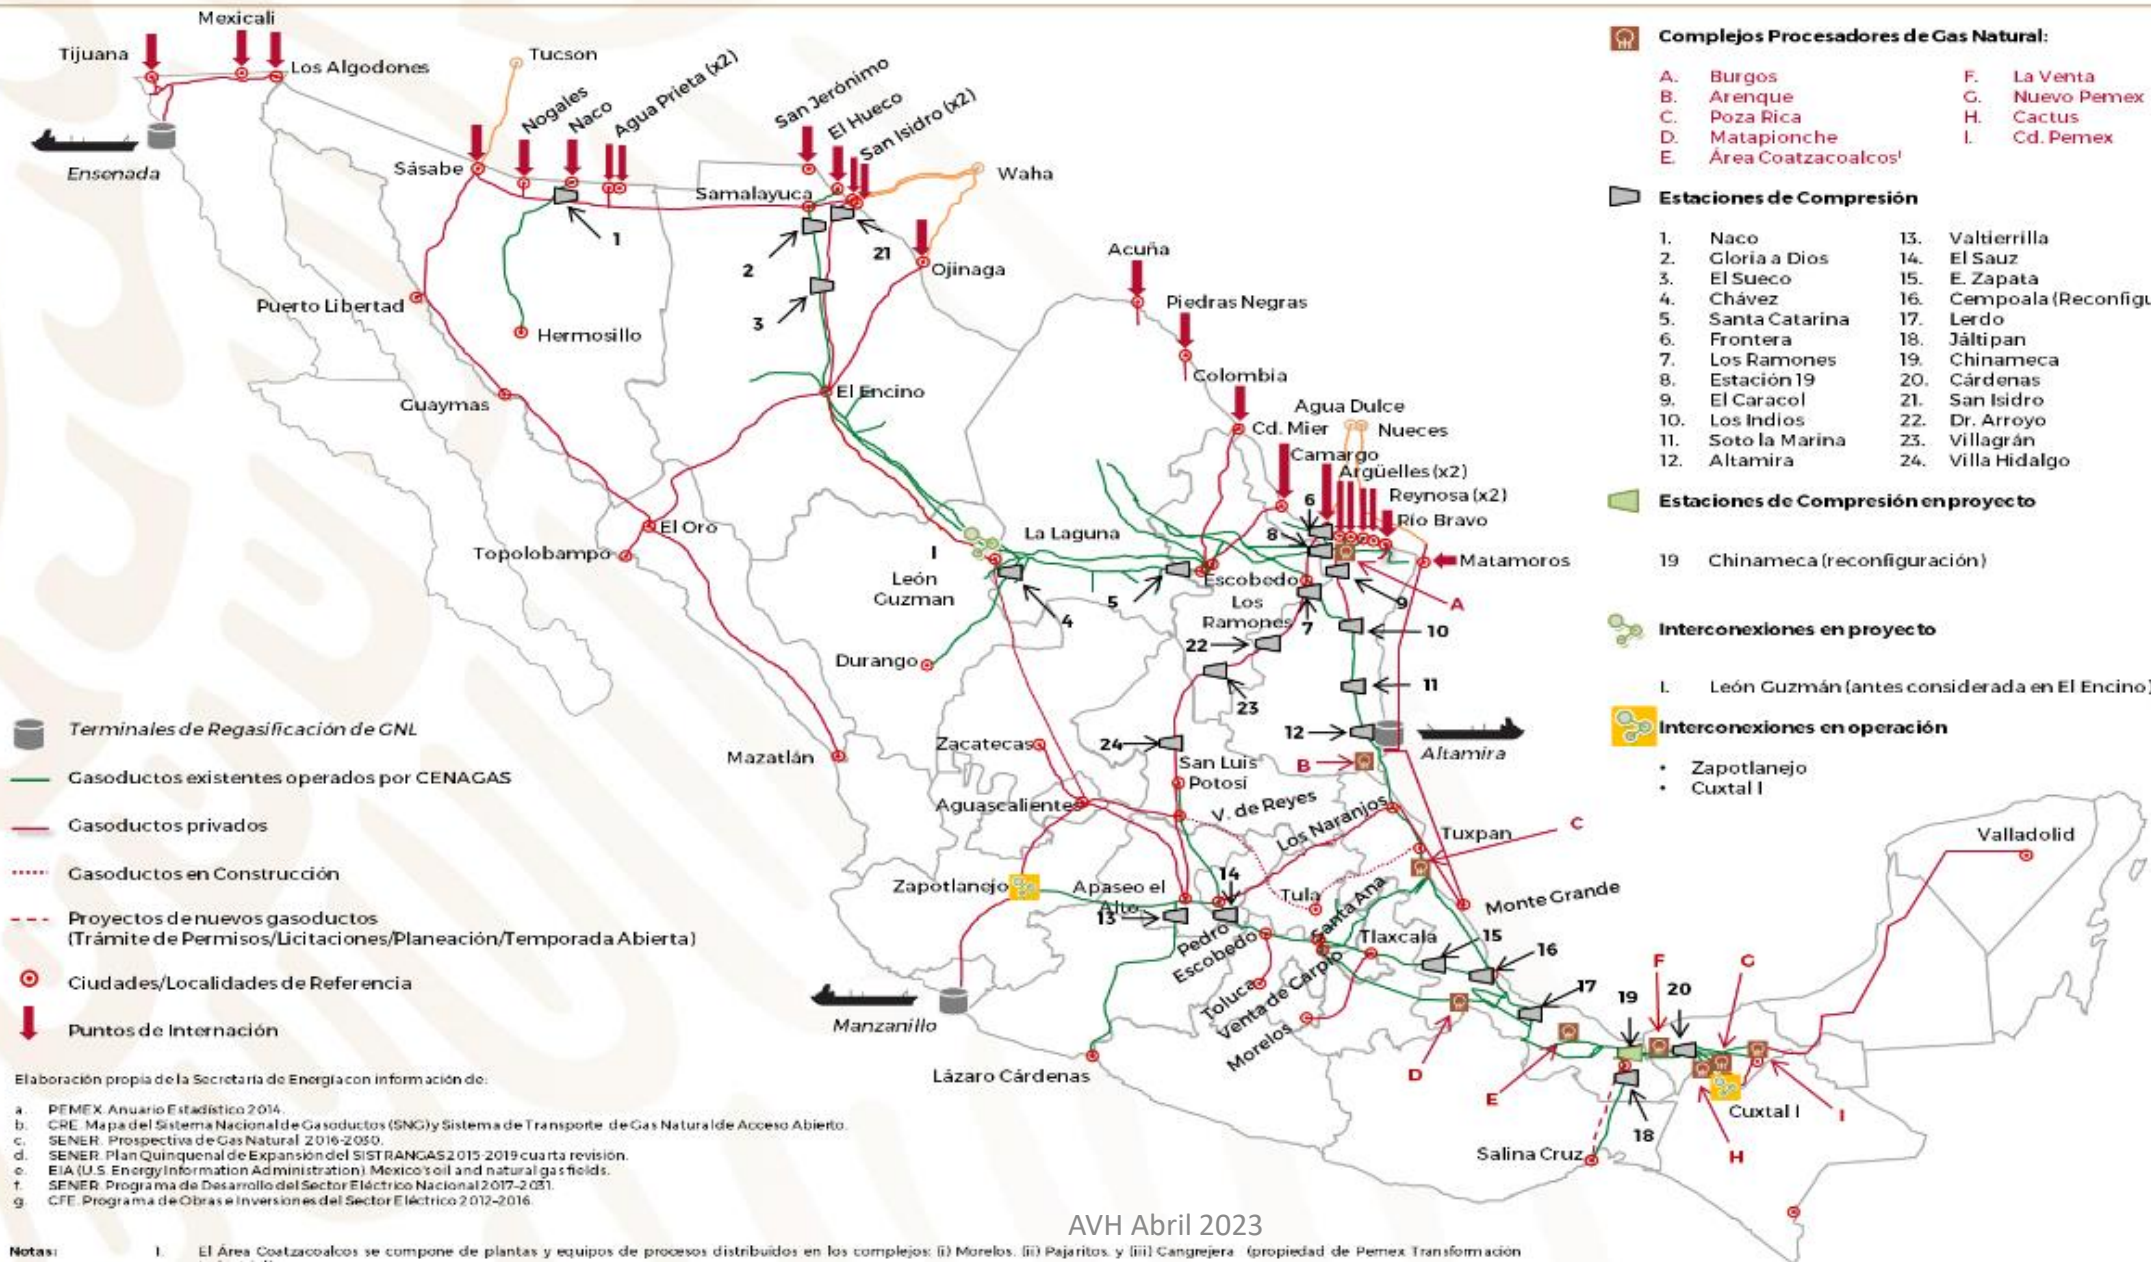 Mexicali
Tijuana
Los Algodones
Tucson
Ensenada
Sásabe
Nogales
Naco
Agua Prieta (x2)
San Jerónimo
El Hueco
San Isidro (x2)
Samalayuca
Waha
1
2
21
3
Ojinaga
Puerto Libertad
Hermosillo
Guaymas
El Encino
Acuña
Piedras Negras
Colombia
Agua Dulce
Cd. Mier
Nueces
Camargo
Argüelles (x2)
6
Reynosa (x2)
Río Bravo
8
Matamoros
El Oro
Topolobampo
La Laguna
I
León
Guzman
4
5
Escobedo
Los
Ramones
7
9
A
10
22
Durango
11
23
12
Altamira
Mazatlán
Zacatecas
24
San Luis
Potosí
B
Aguascalientes
V. de Reyes
Los Naranjos
Tuxpan
C
Zapotlanejo
Apaseo el
Alto
13
14
Tula
Santa Ana
Monte Grande
Pedro
Escobedo
Tlaxcala
15
16
Toluca
Venta de Carpio
Morelos
17
Manzanillo
Lázaro Cárdenas
D
E
19
F
20
G
Valladolid
18
Cuxtal I
H
I
Salina Cruz
Terminales de Regasificación de GNL
Gasoductos existentes operados por CENAGAS
Gasoductos privados
Gasoductos en Construcción
Proyectos de nuevos gasoductos
(Trámite de Permisos/Licitaciones/Planeación/Temporada Abierta)
Ciudades/Localidades de Referencia
Puntos de Internación
Complejos Procesadores de Gas Natural:
A. Burgos F. La Venta
B. Arenque G. Nuevo Pemex
C. Poza Rica H. Cactus
D. Matapionche I. Cd. Pemex
E. Área Coatzacoalcos¹
Estaciones de Compresión
1. Naco 13. Valtierrilla
2. Gloria a Dios 14. El Sauz
3. El Sueco 15. E. Zapata
4. Chávez 16. Cempoala (Reconfigu
5. Santa Catarina 17. Lerdo
6. Frontera 18. Jáltipan
7. Los Ramones 19. Chinameca
8. Estación 19 20. Cárdenas
9. El Caracol 21. San Isidro
10. Los Indios 22. Dr. Arroyo
11. Soto la Marina 23. Villagrán
12. Altamira 24. Villa Hidalgo
Estaciones de Compresión en proyecto
19 Chinameca (reconfiguración)
Interconexiones en proyecto
I. León Guzmán (antes considerada en El Encino)
Interconexiones en operación
• Zapotlanejo
• Cuxtal I
Elaboración propia de la Secretaría de Energía con información de:
a. PEMEX. Anuario Estadístico 2014.
b. CRE. Mapa del Sistema Nacional de Gasoductos (SNG) y Sistema de Transporte de Gas Natural de Acceso Abierto.
c. SENER. Prospectiva de Gas Natural 2016-2030.
d. SENER. Plan Quinquenal de Expansión del SISTRANGAS 2015-2019 cuarta revisión.
e. EIA (U.S. Energy Information Administration). Mexico's oil and natural gas fields.
f. SENER. Programa de Desarrollo del Sector Eléctrico Nacional 2017-2031.
g. CFE. Programa de Obras e Inversiones del Sector Eléctrico 2012-2016.
AVH Abril 2023
Notas: 1. El Área Coatzacoalcos se compone de plantas y equipos de procesos distribuidos en los complejos: (i) Morelos, (ii) Pajaritos, y (iii) Cangrejera (propiedad de Pemex Transformación